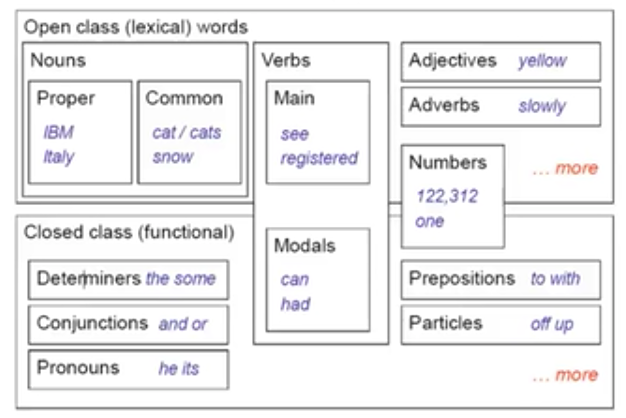 Open class (lexical) words
Nouns
Proper
IBM
Italy
Common
cat / cats
snow
Verbs
Main
see
registered
Adjectives yellow
Adverbs slowly
Numbers
122,312
one
... more
Closed class (functional)
Determiners the some
Conjunctions and or
Pronouns he its
Modals
can
had
Prepositions to with
Particles off up
... more